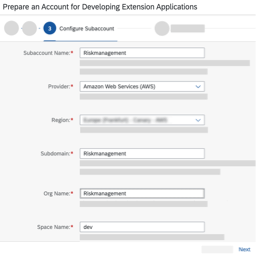 Prepare an Account for Developing Extension Applications
3 Configure Subaccount
Subaccount Name:* Riskmanagement
Provider:* Amazon Web Services (AWS)
Region:*
Subdomain:* Riskmanagement
Org Name:* Riskmanagement
Space Name:* dev
Next